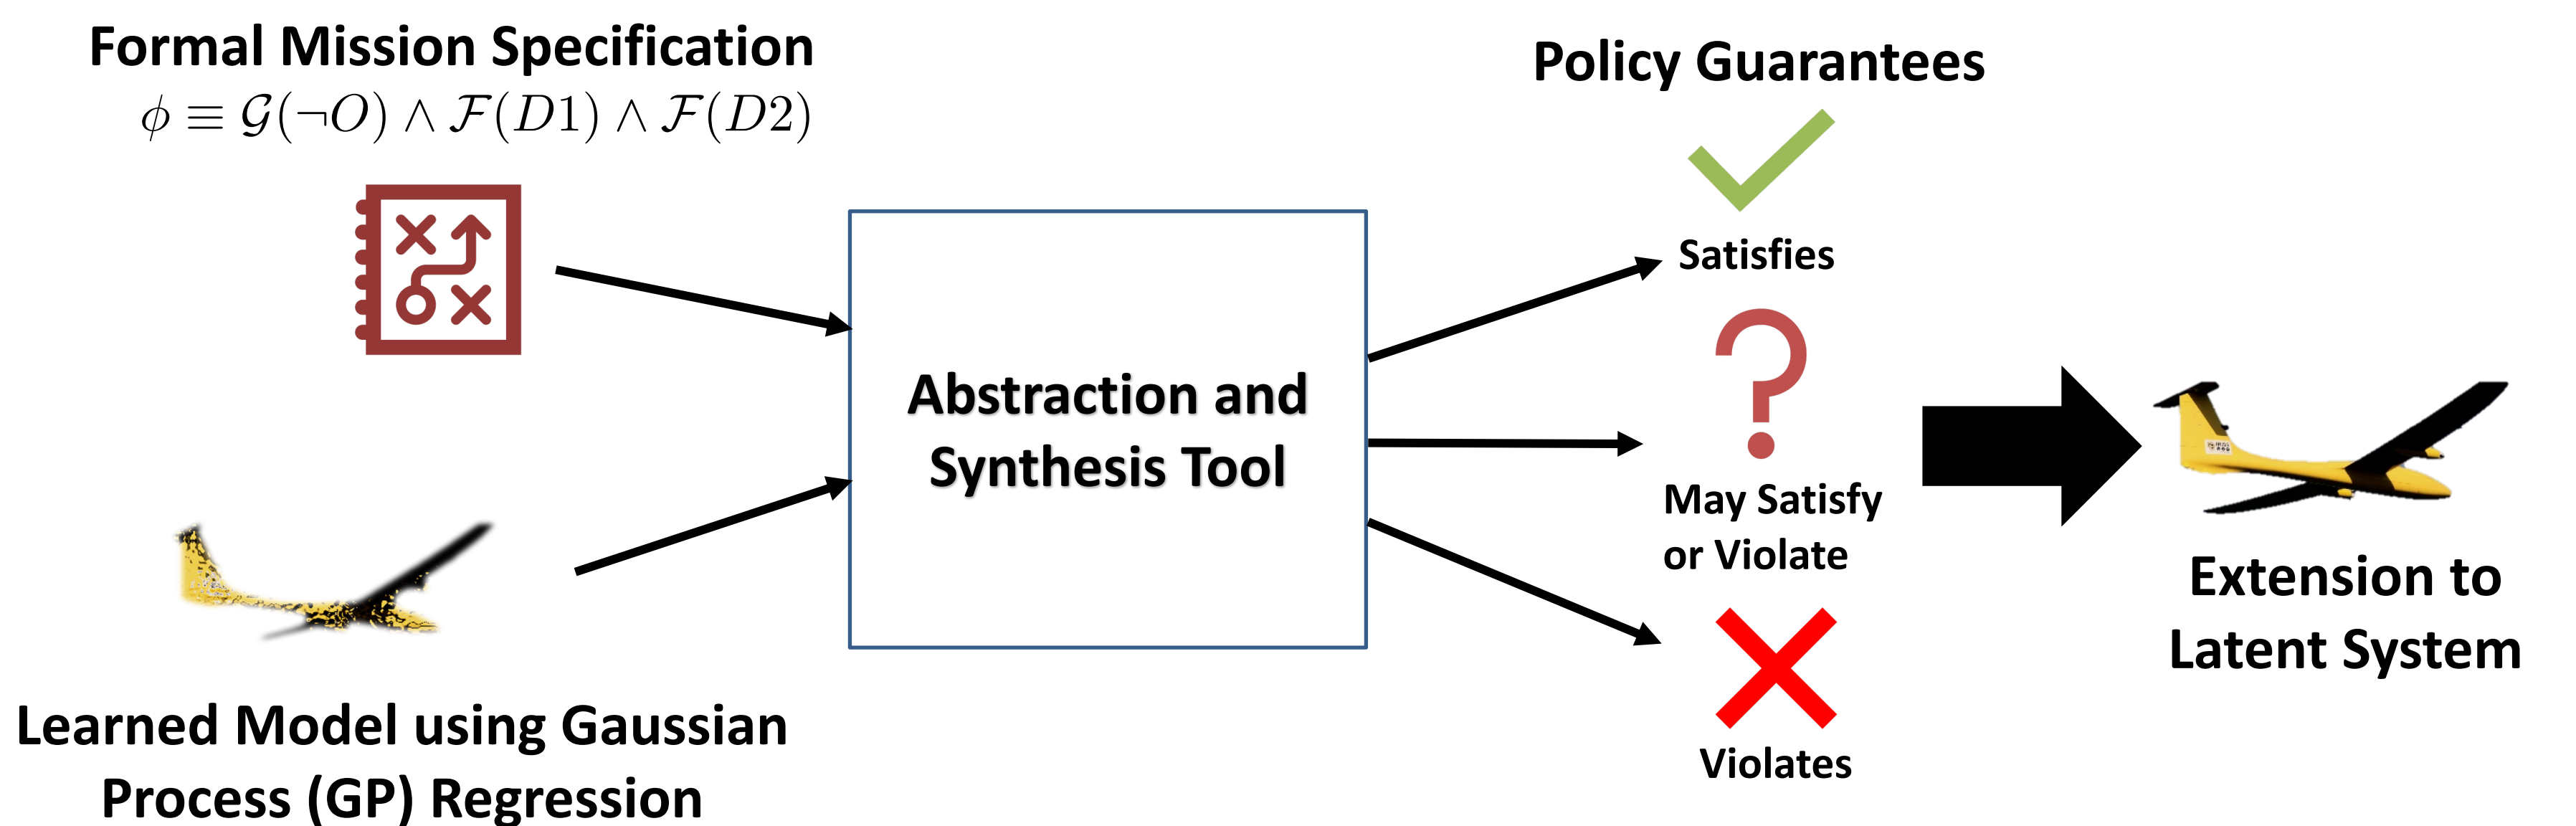 Formal Mission Specification
ϕ ≡ 𝒢(¬O) ∧ ℱ(D1) ∧ ℱ(D2)
Learned Model using Gaussian
Process (GP) Regression
Abstraction and
Synthesis Tool
Policy Guarantees
Satisfies
May Satisfy
or Violate
Violates
Extension to
Latent System